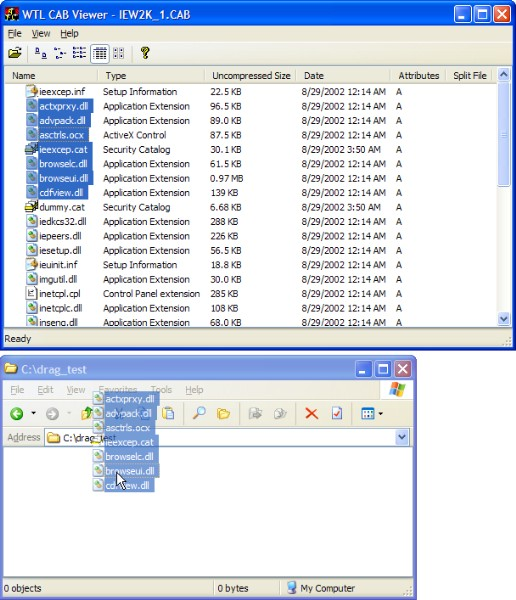 WTL CAB Viewer - IEW2K_1.CAB
File View Help
Name Type Uncompressed Size Date Attributes Split File
ieexcep.inf Setup Information 22.5 KB 8/29/2002 12:14 AM A
actxprxy.dll Application Extension 96.5 KB 8/29/2002 12:14 AM A
advpack.dll Application Extension 89.0 KB 8/29/2002 12:14 AM A
asctrls.ocx ActiveX Control 87.5 KB 8/29/2002 12:14 AM A
ieexcep.cat Security Catalog 30.1 KB 8/29/2002 3:50 AM A
browselc.dll Application Extension 61.5 KB 8/29/2002 12:14 AM A
browseui.dll Application Extension 0.97 MB 8/29/2002 12:14 AM A
cdfview.dll Application Extension 139 KB 8/29/2002 12:14 AM A
dummy.cat Security Catalog 6.68 KB 8/29/2002 3:50 AM A
iedkcs32.dll Application Extension 288 KB 8/29/2002 12:14 AM A
iepeers.dll Application Extension 226 KB 8/29/2002 12:14 AM A
iesetup.dll Application Extension 56.5 KB 8/29/2002 12:14 AM A
ieuinit.inf Setup Information 18.8 KB 8/29/2002 12:14 AM A
imgutil.dll Application Extension 30.0 KB 8/29/2002 12:14 AM A
inetcpl.cpl Control Panel extension 285 KB 8/29/2002 12:14 AM A
inetcplc.dll Application Extension 108 KB 8/29/2002 12:14 AM A
inseng.dll Application Extension 68.0 KB 8/29/2002 12:14 AM A
Ready
C:\drag_test
File Edit View Favorites Tools Help
actxprxy.dll
advpack.dll
asctrls.ocx
Address C:\drag_test
ieexcep.cat
browselc.dll
browseui.dll
cdfview.dll
0 objects 0 bytes My Computer